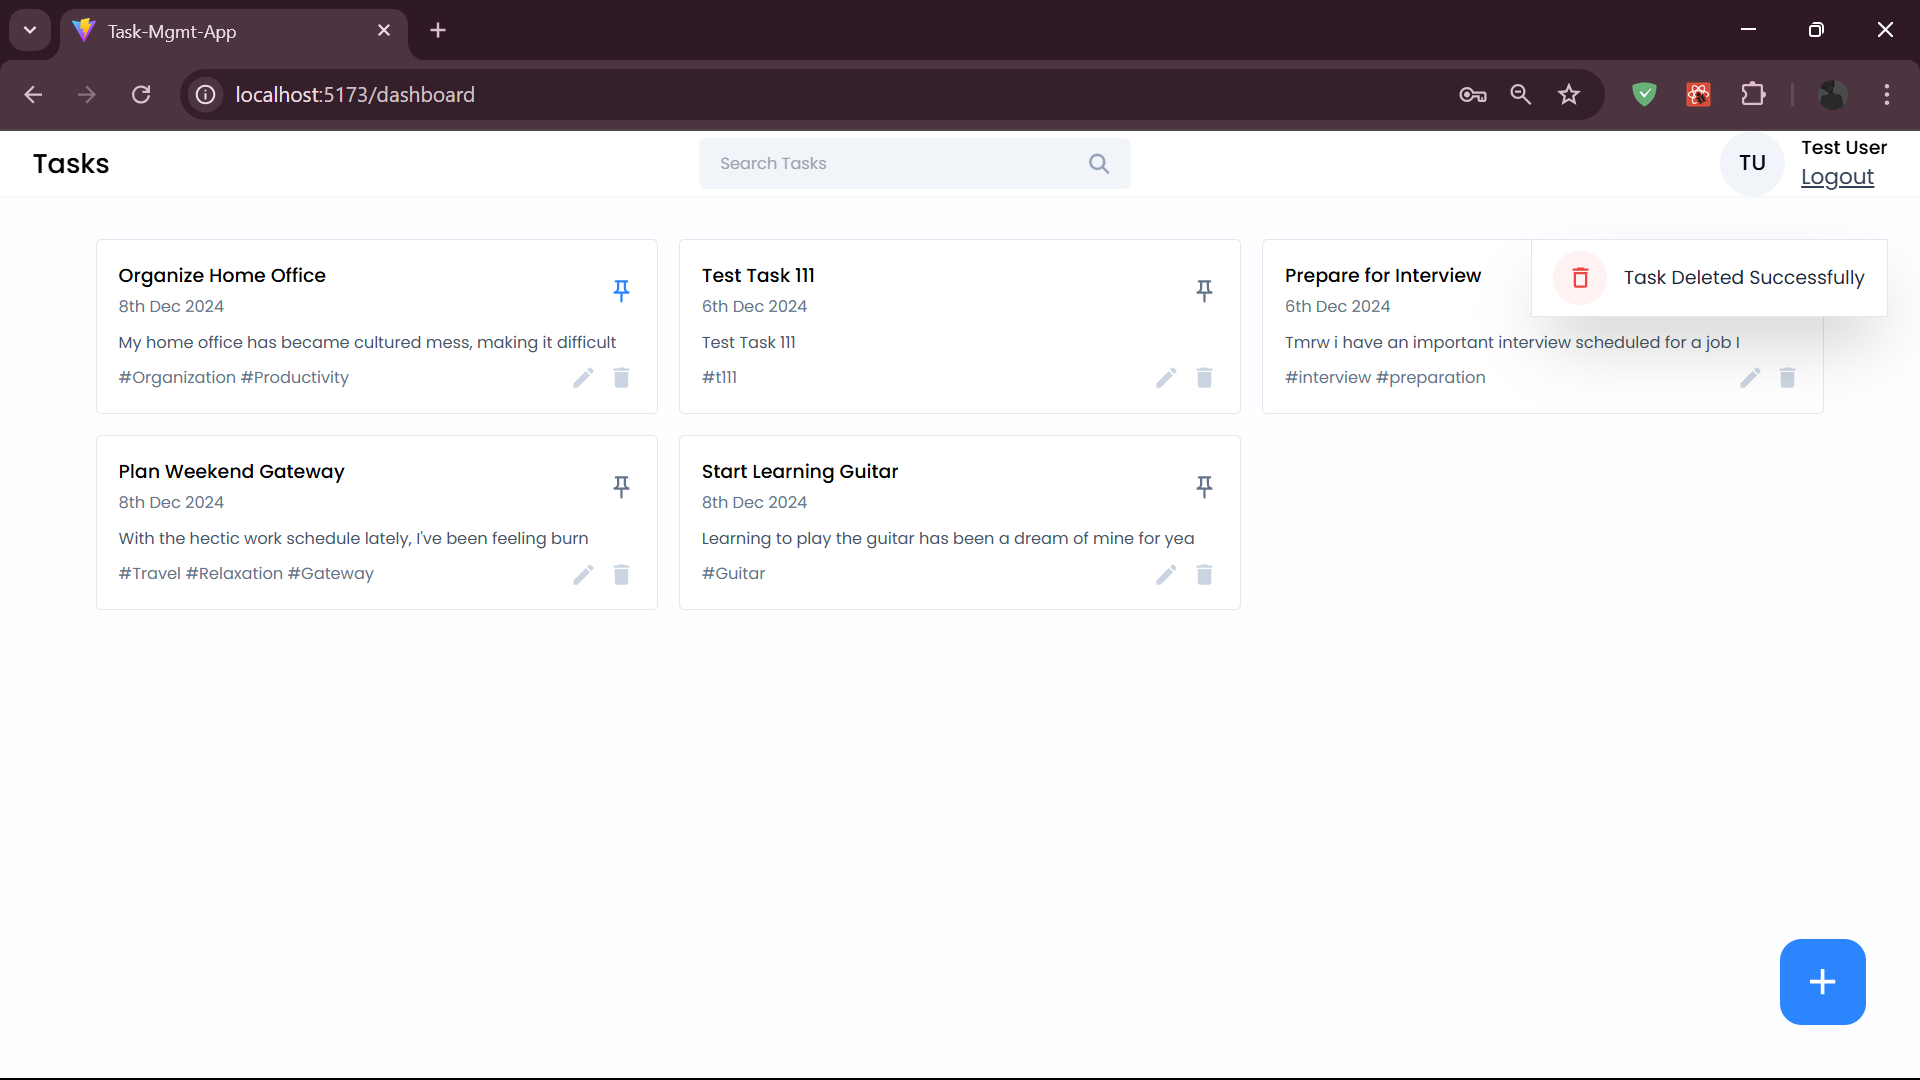 Task-Mgmt-App
localhost:5173/dashboard
Tasks
Search Tasks
TU
Test User
Logout
Organize Home Office
8th Dec 2024
My home office has became cultured mess, making it difficult
#Organization #Productivity
Test Task 111
6th Dec 2024
Test Task 111
#t111
Prepare for Interview
6th Dec 2024
Tmrw i have an important interview scheduled for a job I
#interview #preparation
Task Deleted Successfully
Plan Weekend Gateway
8th Dec 2024
With the hectic work schedule lately, I've been feeling burn
#Travel #Relaxation #Gateway
Start Learning Guitar
8th Dec 2024
Learning to play the guitar has been a dream of mine for yea
#Guitar